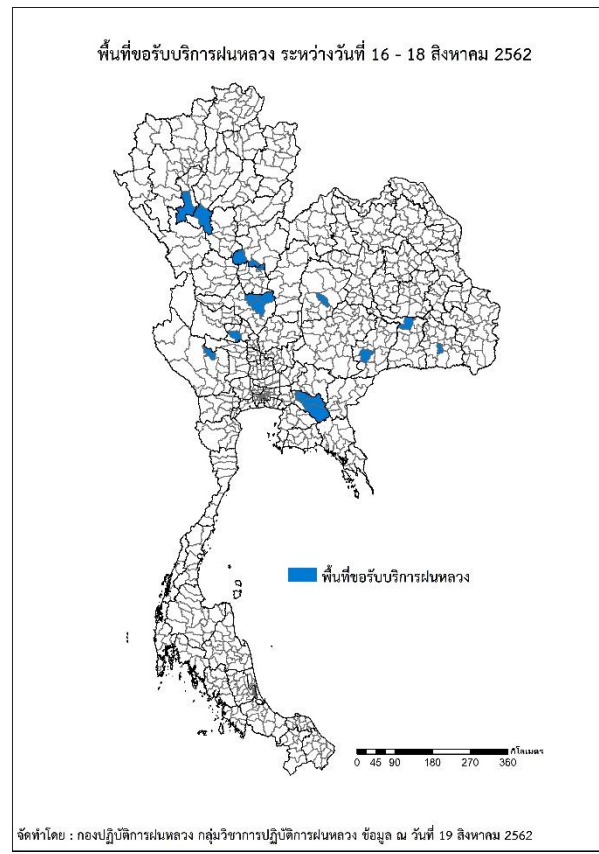 พื้นที่ขอรับบริการฝนหลวง ระหว่างวันที่ 16 - 18 สิงหาคม 2562
พื้นที่ขอรับบริการฝนหลวง
กิโลเมตร
0 45 90 180 270 360
จัดทำโดย : กองปฏิบัติการฝนหลวง กลุ่มวิชาการปฏิบัติการฝนหลวง ข้อมูล ณ วันที่ 19 สิงหาคม 2562